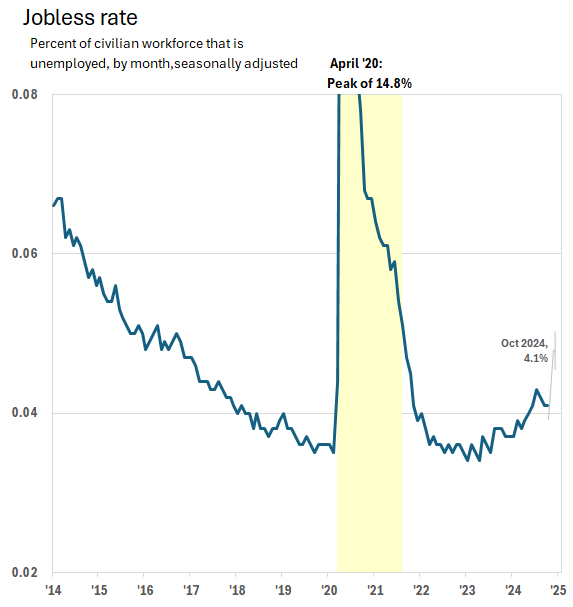 Jobless rate
Percent of civilian workforce that is
unemployed, by month,seasonally adjusted
April '20:
Peak of 14.8%
0.08
0.06
0.04
0.02
Oct 2024,
4.1%
'14 '15 '16 '17 '18 '19 '20 '21 '22 '23 '24 '25